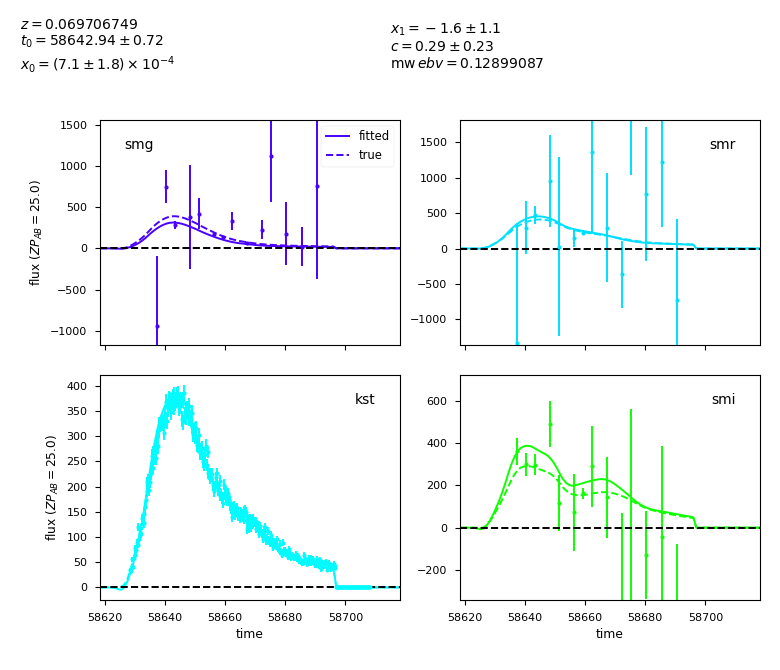 z = 0.069706749
t₀ = 58642.94 ± 0.72
x₀ = (7.1 ± 1.8) × 10⁻⁴
x₁ = −1.6 ± 1.1
c = 0.29 ± 0.23
mw ebv = 0.12899087
smg
fitted
true
1500
1000
500
0
−500
−1000
flux (ZP_AB = 25.0)
smr
1500
1000
500
0
−500
−1000
kst
400
350
300
250
200
150
100
50
0
flux (ZP_AB = 25.0)
58620 58640 58660 58680 58700
time
smi
600
400
200
0
−200
58620 58640 58660 58680 58700
time